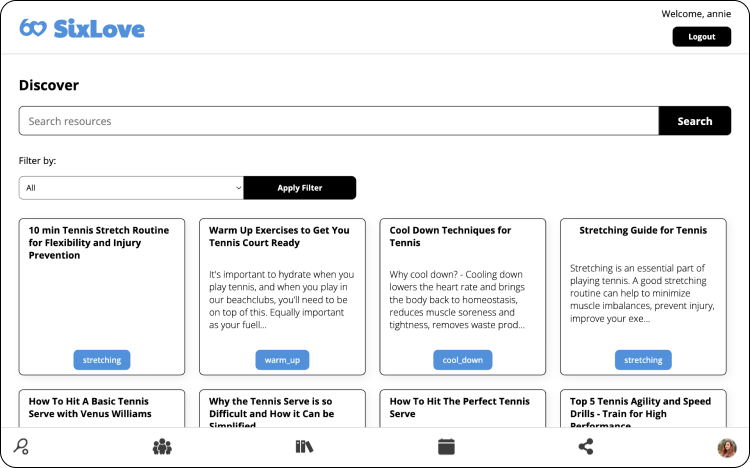 SixLove
Welcome, annie
Logout
Discover
Search resources
Search
Filter by:
All
Apply Filter
10 min Tennis Stretch Routine
for Flexibility and Injury
Prevention
stretching
Warm Up Exercises to Get You
Tennis Court Ready
It's important to hydrate when you
play tennis, and when you play in
our beachclubs, you'll need to be
on top of this. Equally important
as your fuell...
warm_up
Cool Down Techniques for
Tennis
Why cool down? - Cooling down
lowers the heart rate and brings
the body back to homeostasis,
reduces muscle soreness and
tightness, removes waste prod...
cool_down
Stretching Guide for Tennis
Stretching is an essential part of
playing tennis. A good stretching
routine can help to minimize
muscle imbalances, prevent injury,
improve your exe...
stretching
How To Hit A Basic Tennis
Serve with Venus Williams
Why the Tennis Serve is so
Difficult and How it Can be
Simplified
How To Hit The Perfect Tennis
Serve
Top 5 Tennis Agility and Speed
Drills - Train for High
Performance